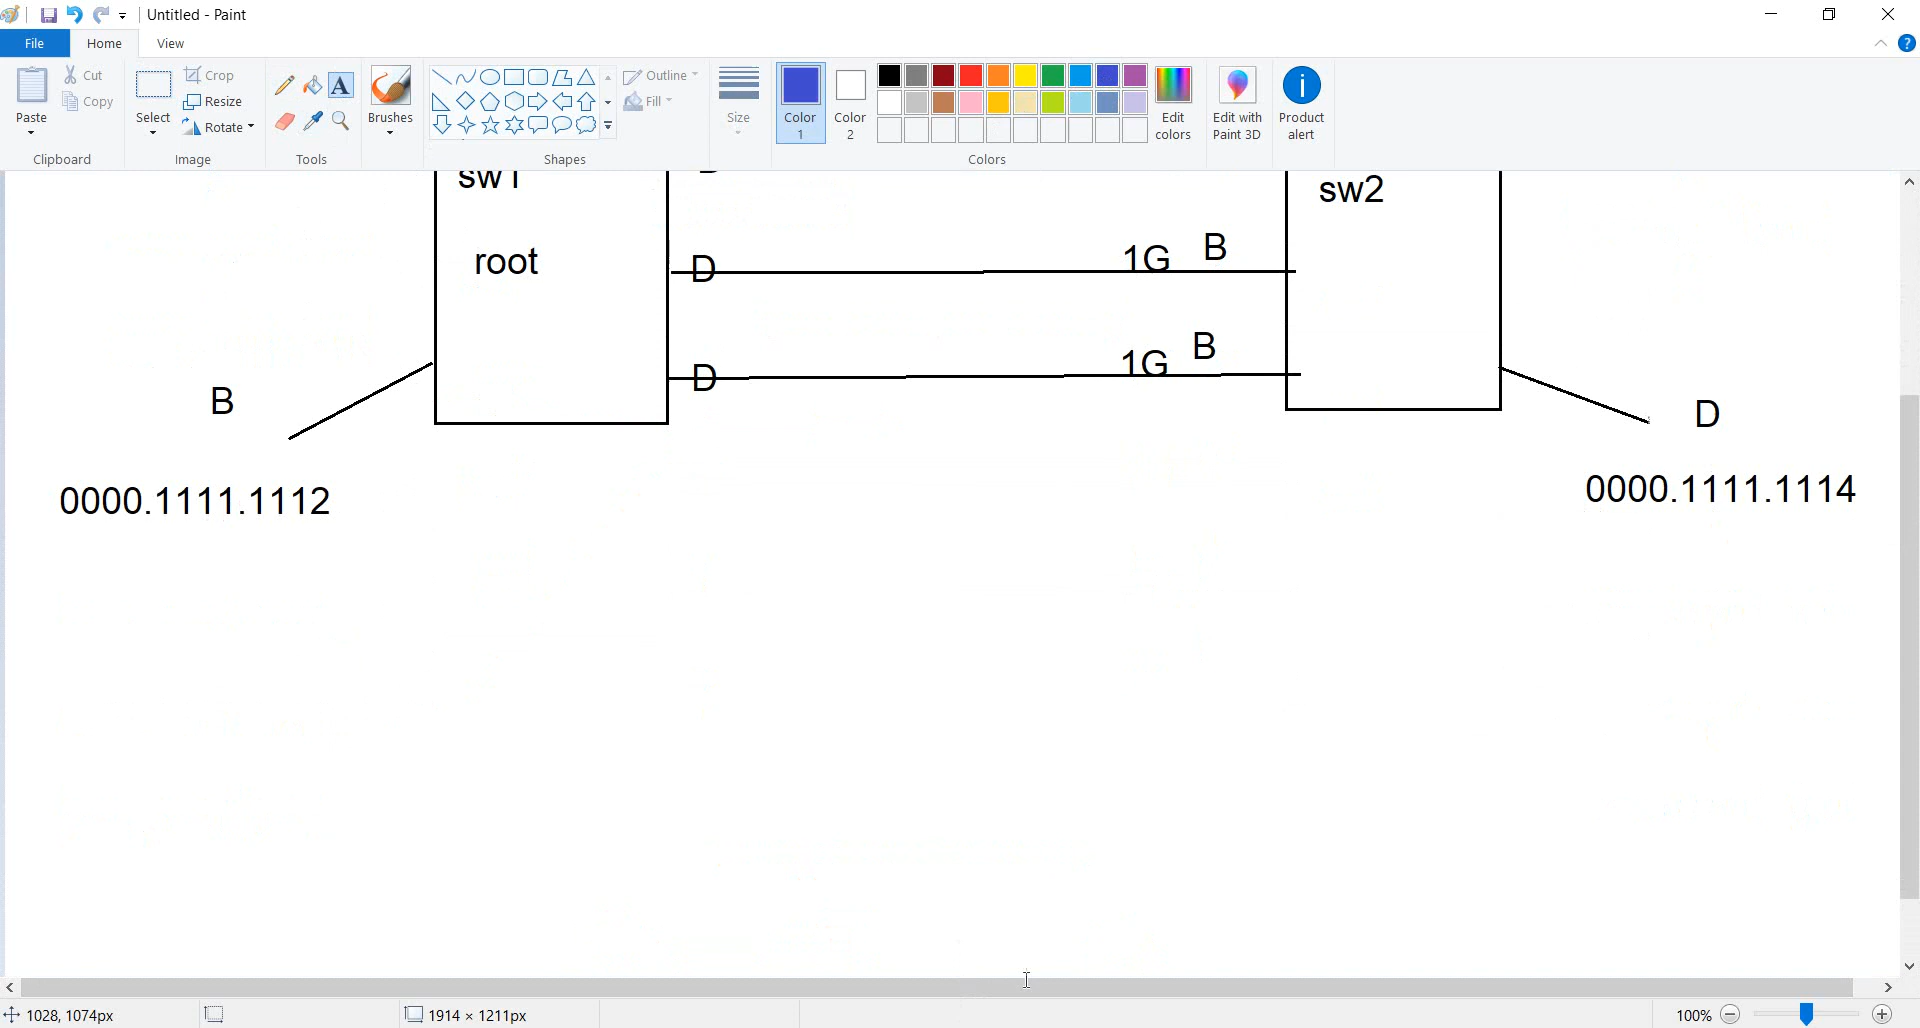 Untitled - Paint
File Home View
Paste
Cut
Copy
Clipboard
Select
Crop
Resize
Rotate
Image
A
Tools
Brushes
Shapes
Outline
Fill
Size
Color 1
Color 2
Colors
Edit colors
Edit with Paint 3D
Product alert
sw1
sw2
root
D 1G B
D 1G B
B
D
0000.1111.1112
0000.1111.1114
1028, 1074px
1914 × 1211px
100%